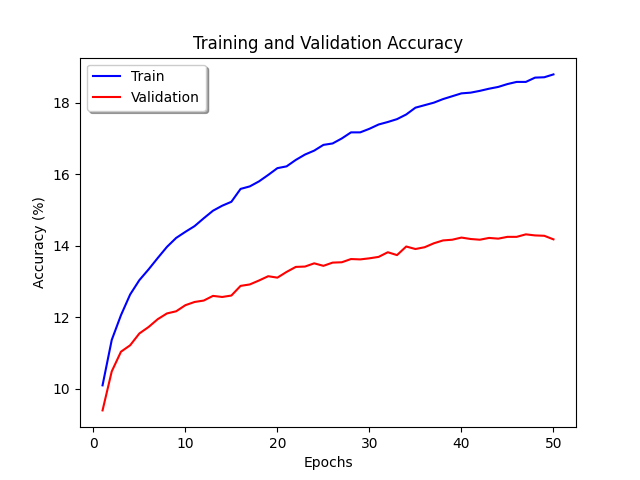 Training and Validation Accuracy
Train
Validation
Accuracy (%)
18
16
14
12
10
0 10 20 30 40 50
Epochs